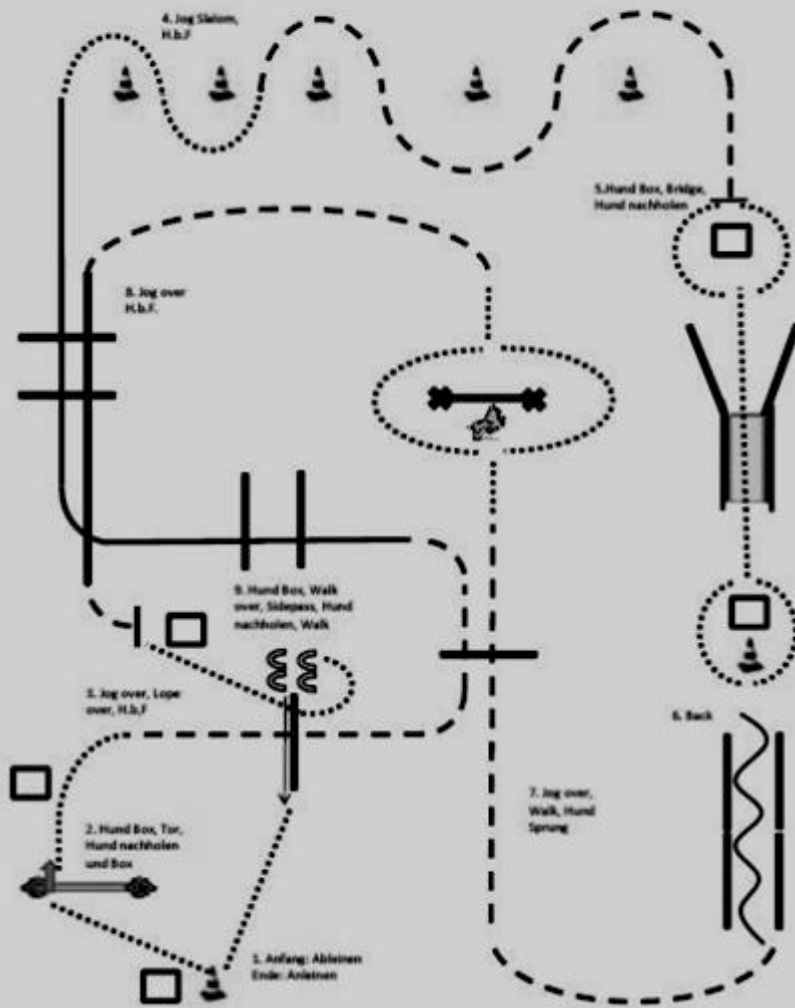 4. Jog Slalom,
H.b.F
5.Hund Box, Bridge,
Hund nachholen
8. Jog over
H.b.F.
9. Hund Box, Walk
over, Sidepass, Hund
nachholen, Walk
3. Jog over, Lope
over, H.b,F
6. Back
7. Jog over,
Walk, Hund
Sprung
2. Hund Box, Tor,
Hund nachholen
und Box
1. Anfang: Ableinen
Ende: Anleinen